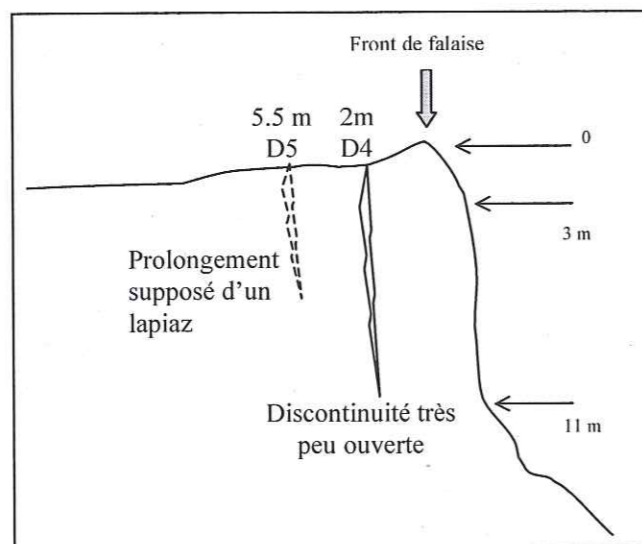 Front de falaise
5.5 m 2m
D5 D4
0
3 m
Prolongement
supposé d'un
lapiaz
Discontinuité très
peu ouverte
11 m